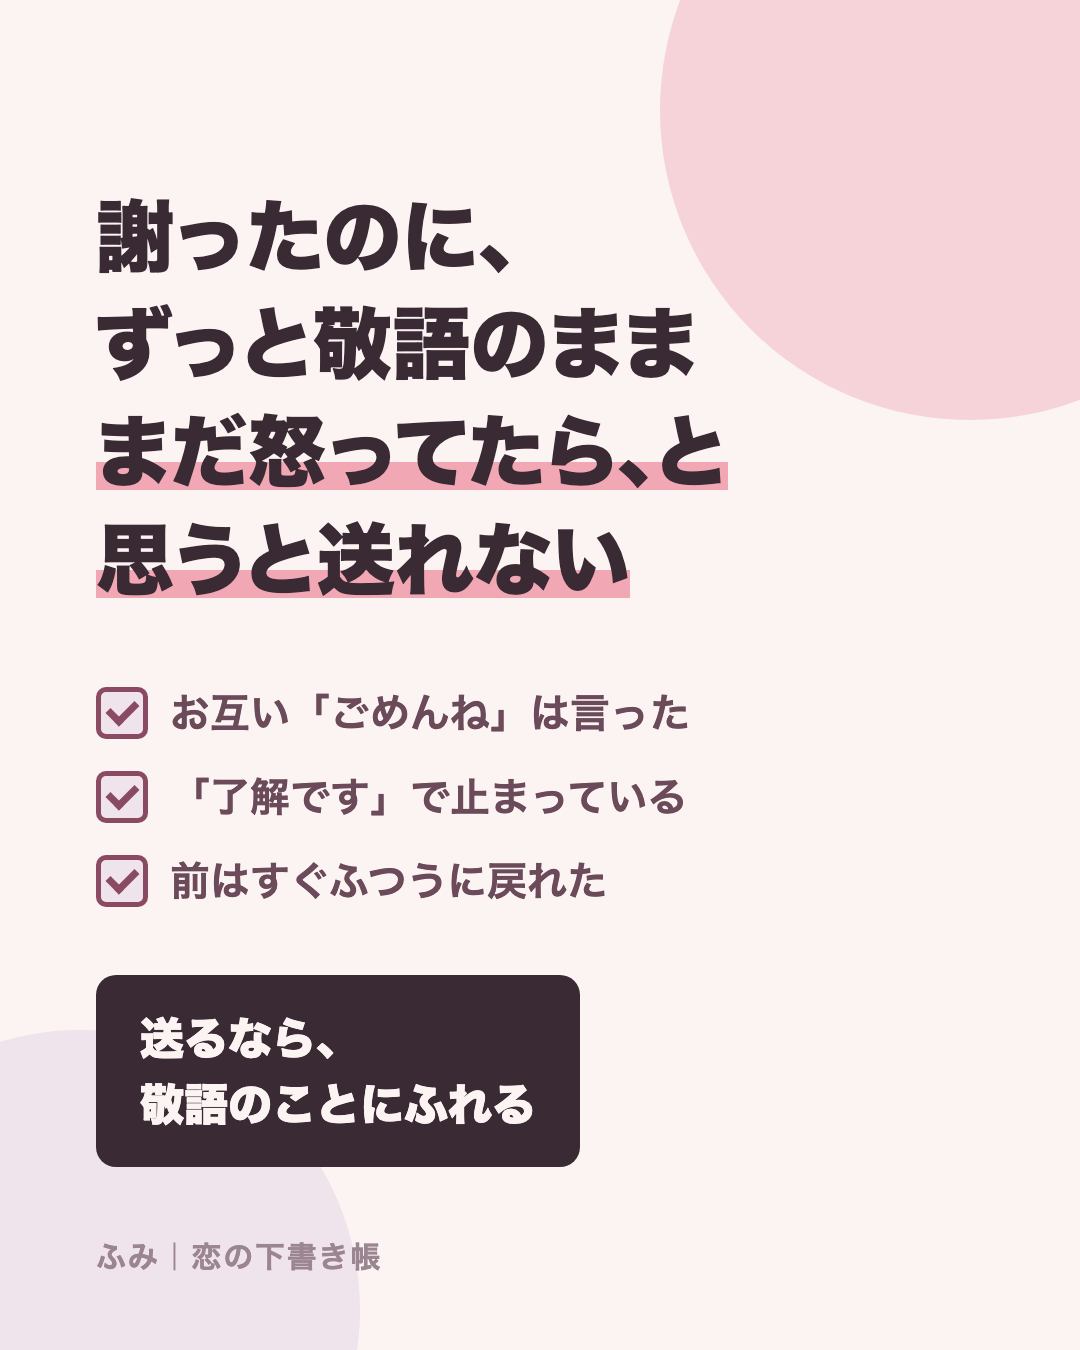 謝ったのに、
ずっと敬語のまま
まだ怒ってたら、と
思うと送れない
お互い「ごめんね」は言った
「了解です」で止まっている
前はすぐふつうに戻れた
送るなら、
敬語のことにふれる
ふみ｜恋の下書き帳